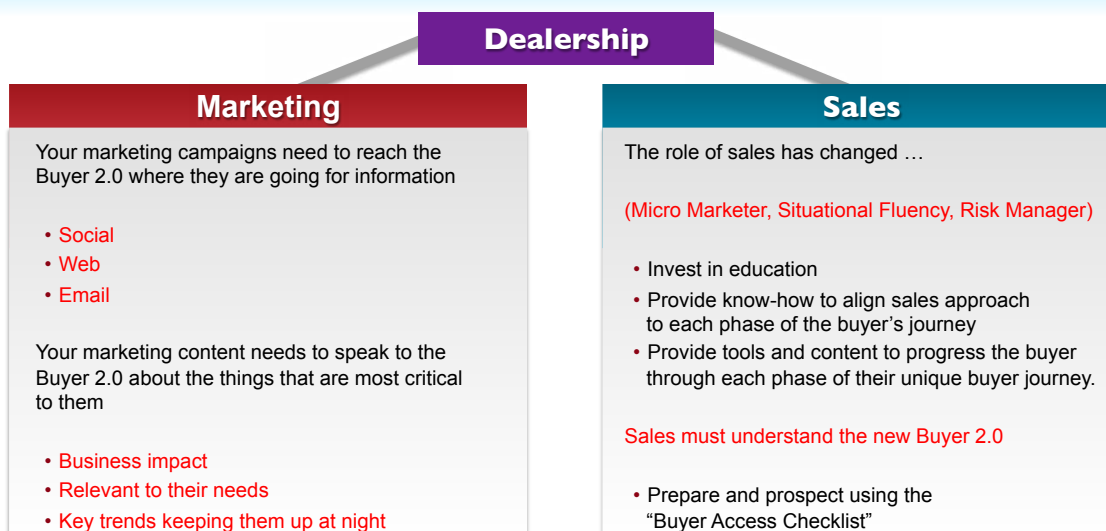 Dealership
Marketing
Your marketing campaigns need to reach the
Buyer 2.0 where they are going for information
• Social
• Web
• Email
Your marketing content needs to speak to the
Buyer 2.0 about the things that are most critical
to them
• Business impact
• Relevant to their needs
• Key trends keeping them up at night
Sales
The role of sales has changed …
(Micro Marketer, Situational Fluency, Risk Manager)
• Invest in education
• Provide know-how to align sales approach
to each phase of the buyer’s journey
• Provide tools and content to progress the buyer
through each phase of their unique buyer journey.
Sales must understand the new Buyer 2.0
• Prepare and prospect using the
“Buyer Access Checklist”